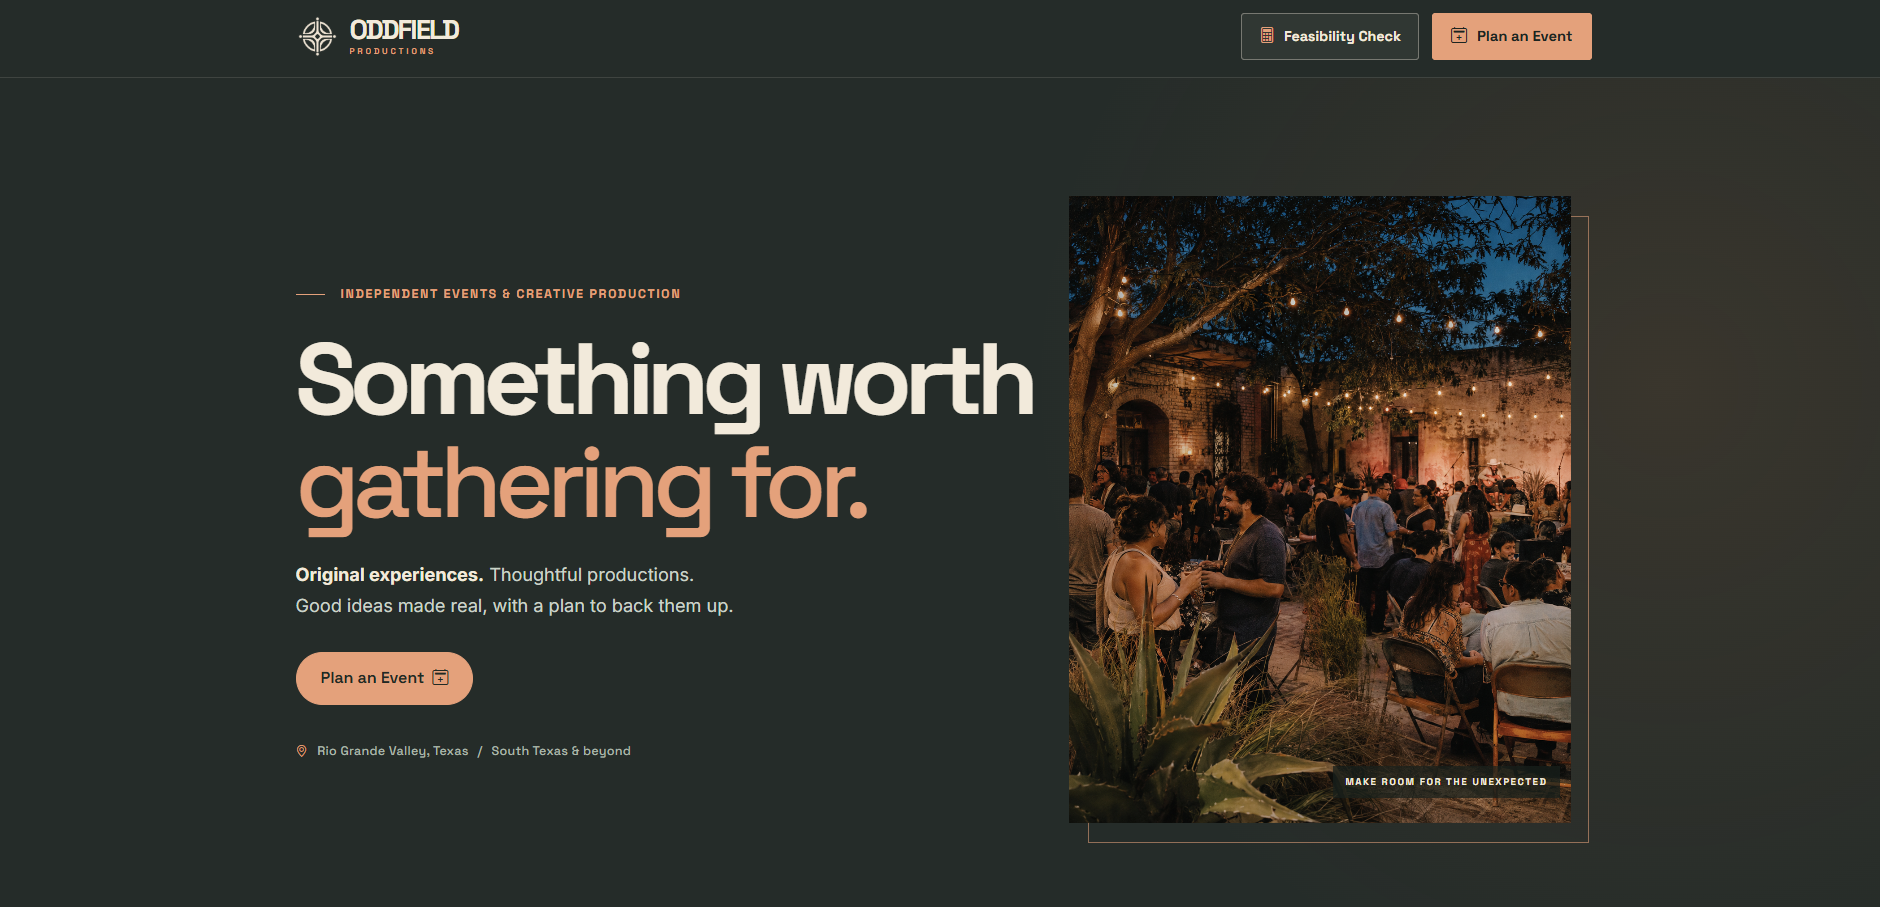 ODDFIELD
PRODUCTIONS
Feasibility Check
Plan an Event
INDEPENDENT EVENTS & CREATIVE PRODUCTION
Something worth
gathering for.
Original experiences. Thoughtful productions.
Good ideas made real, with a plan to back them up.
Plan an Event
Rio Grande Valley, Texas / South Texas & beyond
MAKE ROOM FOR THE UNEXPECTED